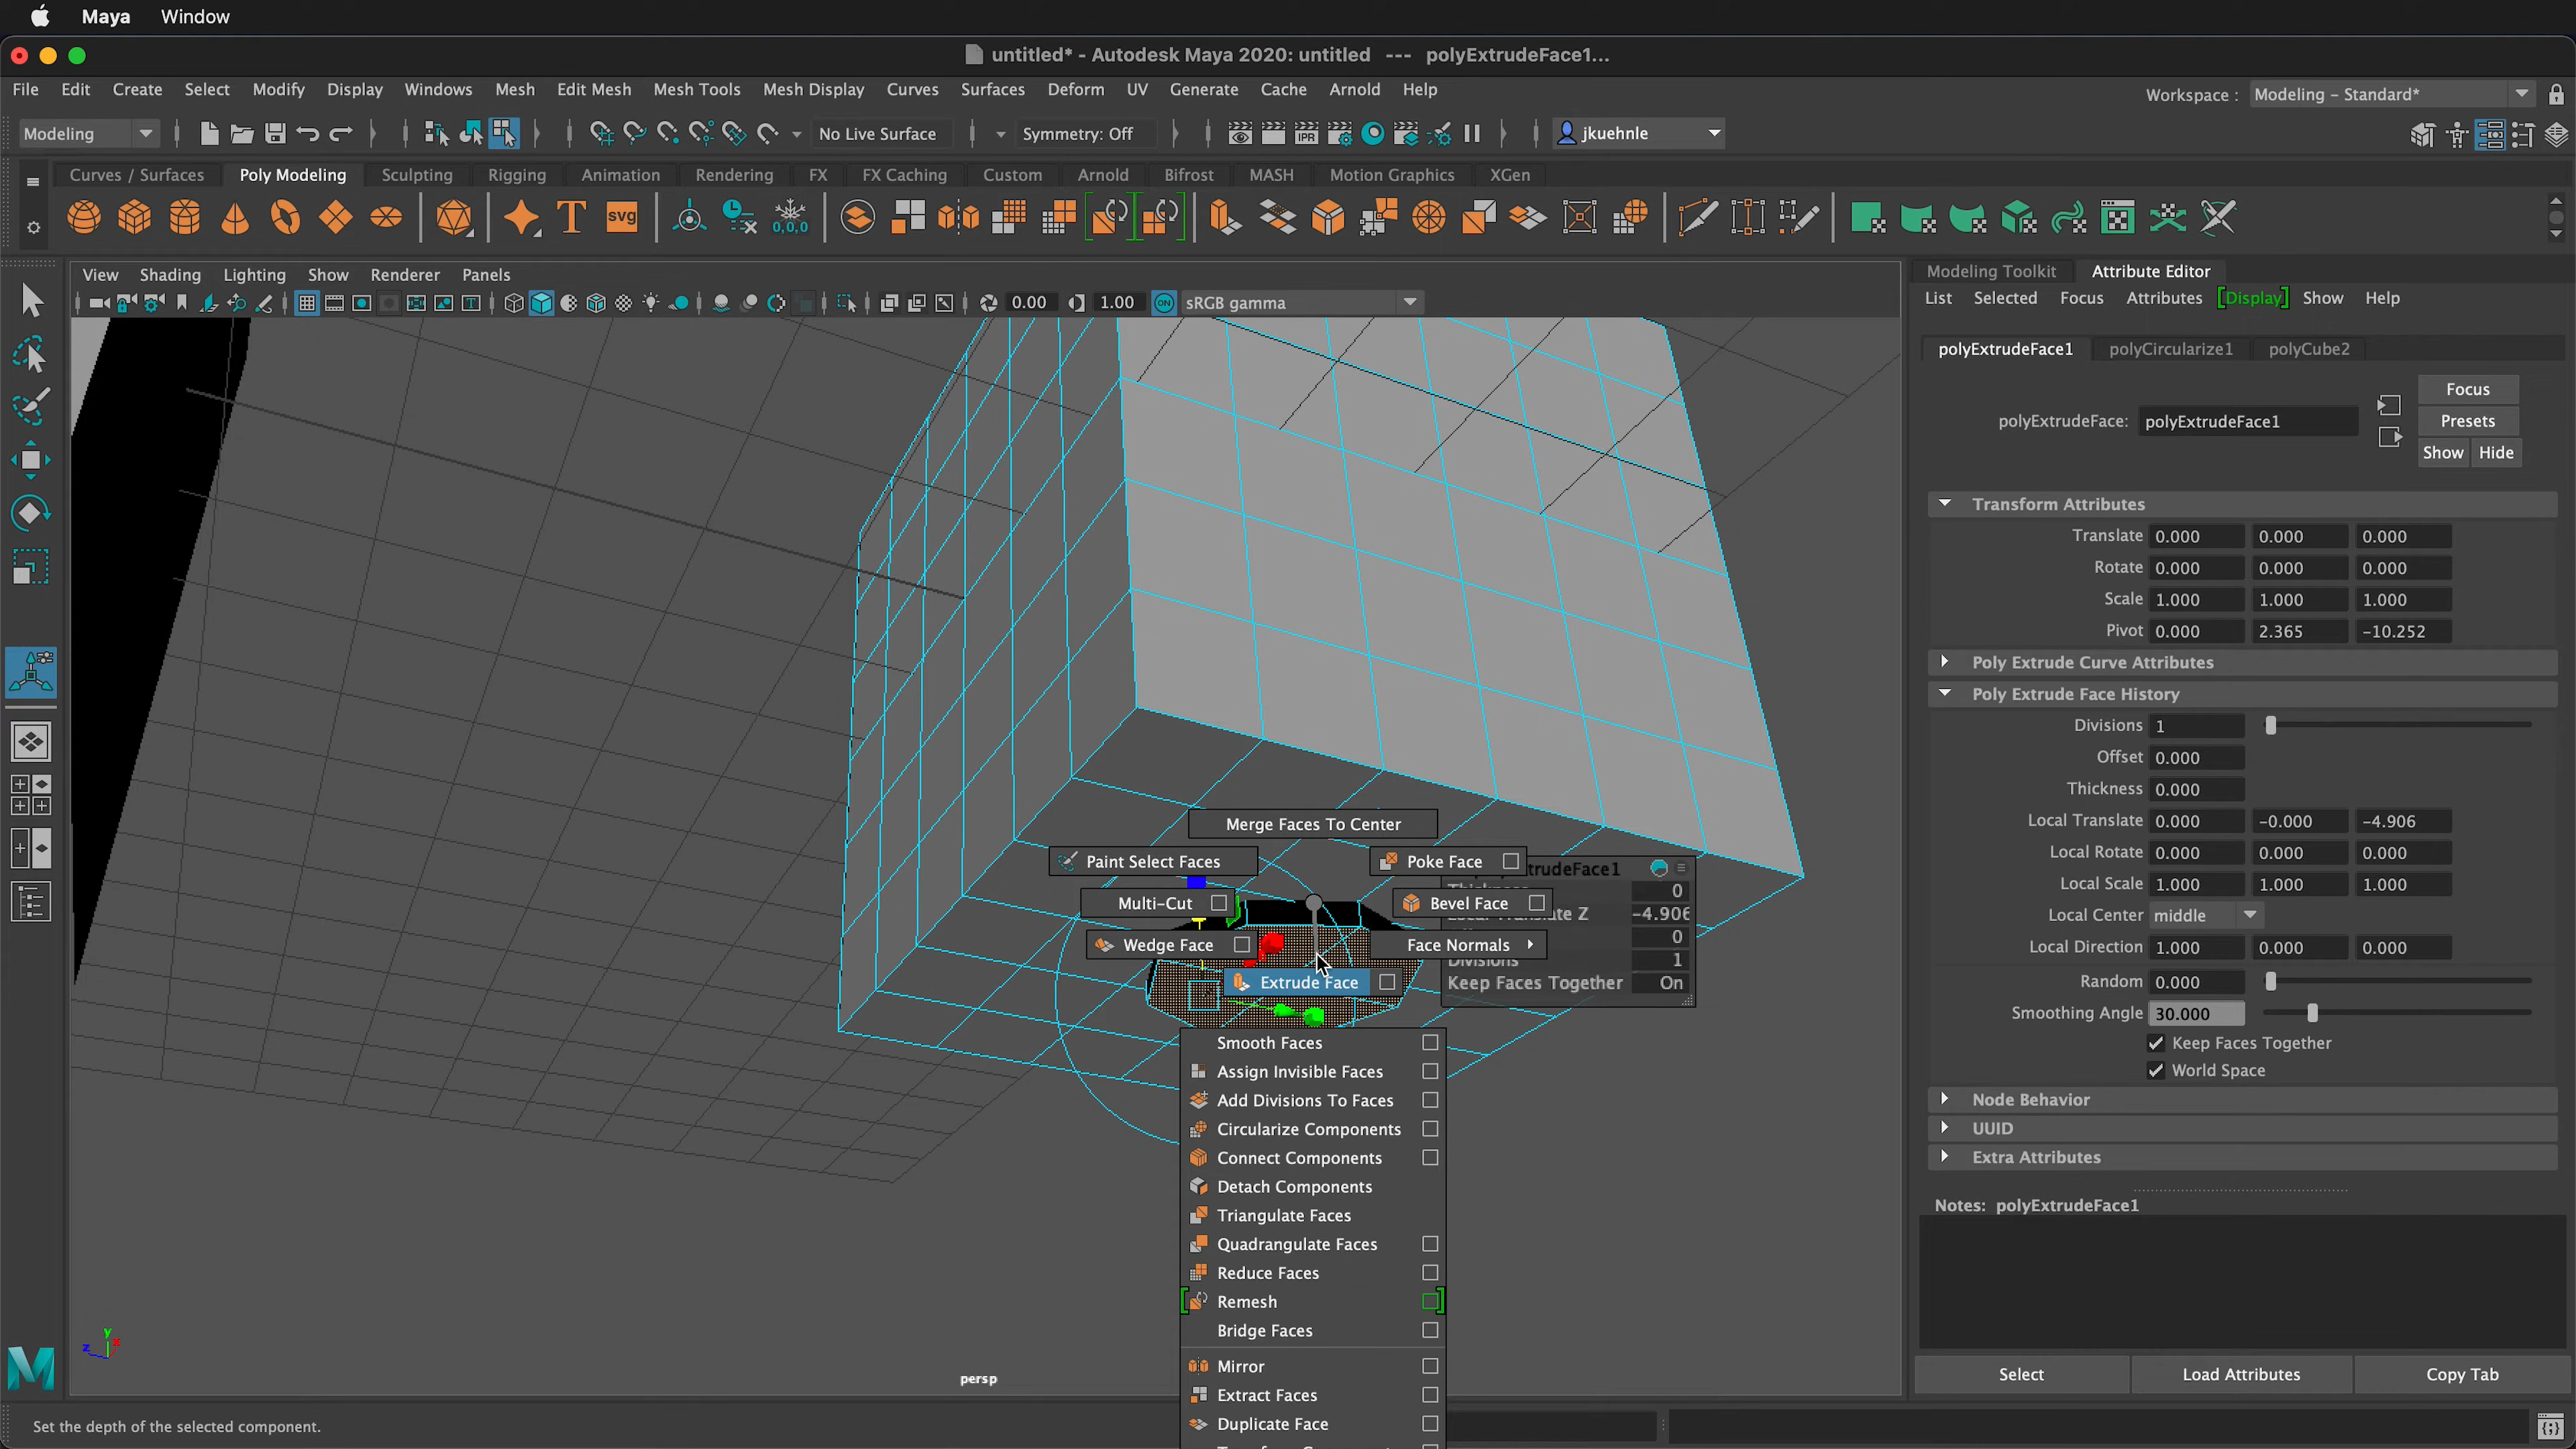 Maya Window
untitled* - Autodesk Maya 2020: untitled --- polyExtrudeFace1...
File Edit Create Select Modify Display Windows Mesh Edit Mesh Mesh Tools Mesh Display Curves Surfaces Deform UV Generate Cache Arnold Help
Workspace : Modeling - Standard*
Modeling No Live Surface Symmetry: Off IPR jkuehnle
Curves / Surfaces Poly Modeling Sculpting Rigging Animation Rendering FX FX Caching Custom Arnold Bifrost MASH Motion Graphics XGen
T svg 0,0,0
View Shading Lighting Show Renderer Panels
0.00 1.00 ON sRGB gamma
Modeling Toolkit Attribute Editor
List Selected Focus Attributes Display Show Help
polyExtrudeFace1 polyCircularize1 polyCube2
Focus
polyExtrudeFace: polyExtrudeFace1 Presets
Show Hide
Transform Attributes
Translate 0.000 0.000 0.000
Rotate 0.000 0.000 0.000
Scale 1.000 1.000 1.000
Pivot 0.000 2.365 -10.252
Poly Extrude Curve Attributes
Poly Extrude Face History
Divisions 1
Offset 0.000
Thickness 0.000
Local Translate 0.000 -0.000 -4.906
Local Rotate 0.000 0.000 0.000
Local Scale 1.000 1.000 1.000
Local Center middle
Local Direction 1.000 0.000 0.000
Random 0.000
Smoothing Angle 30.000
Keep Faces Together
World Space
Node Behavior
UUID
Extra Attributes
Notes: polyExtrudeFace1
Select Load Attributes Copy Tab
Merge Faces To Center
Paint Select Faces Poke Face
Multi-Cut Bevel Face
Wedge Face Face Normals
Extrude Face
trudeFace1
0
te Z -4.906
0
Divisions 1
Keep Faces Together On
Smooth Faces
Assign Invisible Faces
Add Divisions To Faces
Circularize Components
Connect Components
Detach Components
Triangulate Faces
Quadrangulate Faces
Reduce Faces
Remesh
Bridge Faces
Mirror
Extract Faces
Duplicate Face
y x z
persp
M
Set the depth of the selected component.